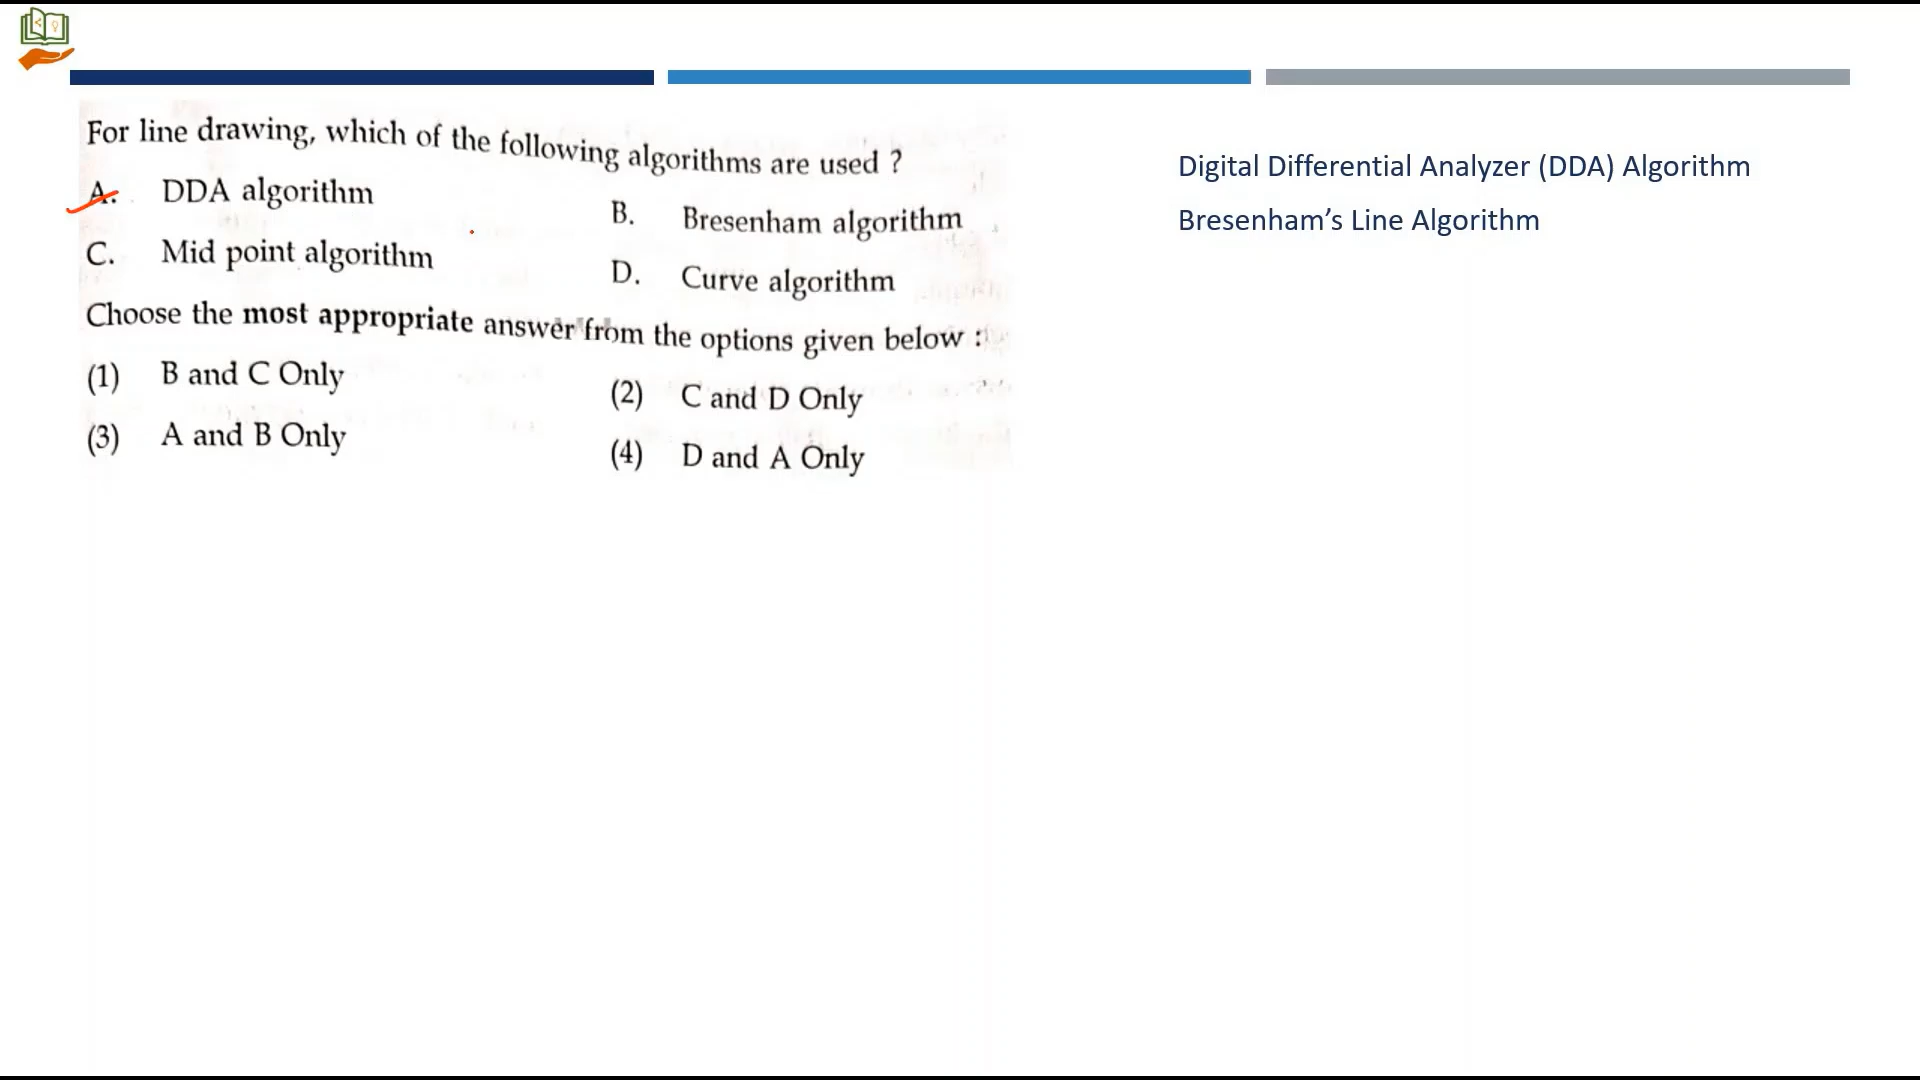 For line drawing, which of the following algorithms are used ?
A. DDA algorithm
B. Bresenham algorithm
C. Mid point algorithm
D. Curve algorithm
Choose the most appropriate answer from the options given below :
(1) B and C Only
(2) C and D Only
(3) A and B Only
(4) D and A Only
Digital Differential Analyzer (DDA) Algorithm
Bresenham’s Line Algorithm